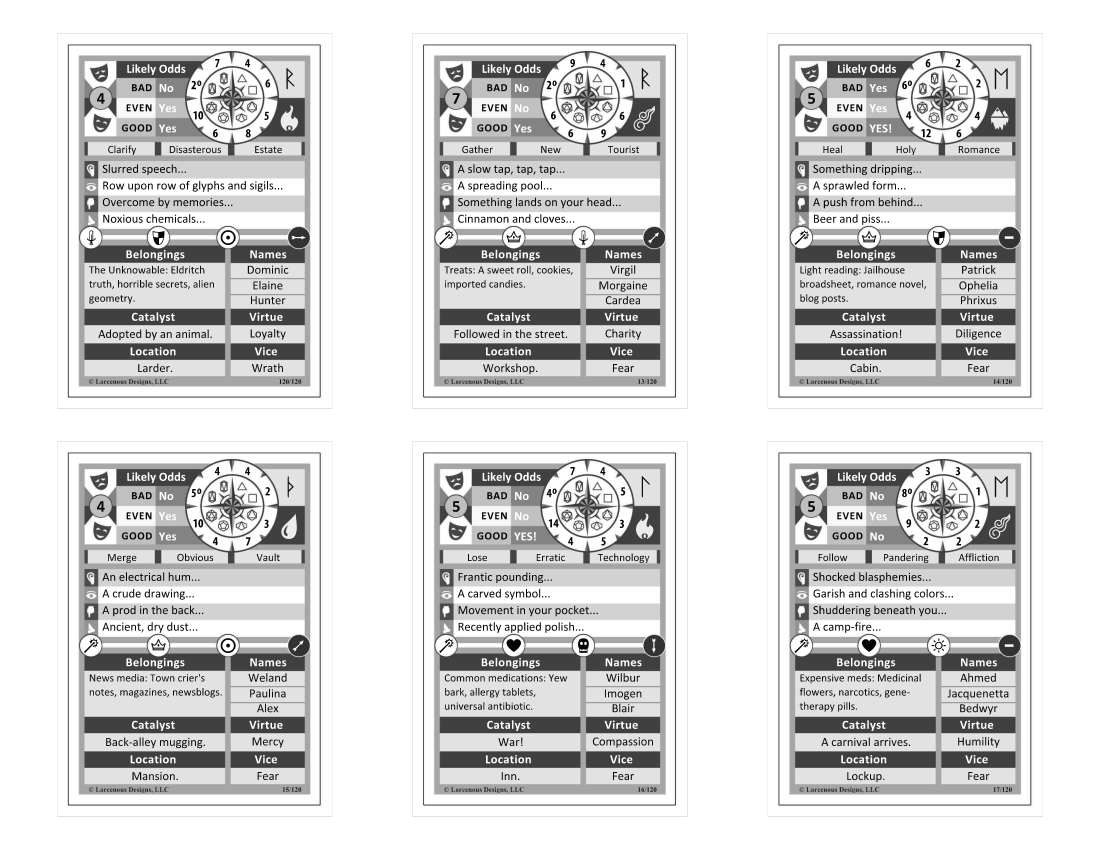 Likely Odds 7 4
BAD No 2º 6
4
EVEN Yes 10 5
GOOD Yes 6 8
ᚱ
Clarify Disasterous Estate
Slurred speech...
Row upon row of glyphs and sigils...
Overcome by memories...
Noxious chemicals...
Belongings Names
The Unknowable: Eldritch Dominic
truth, horrible secrets, alien Elaine
geometry. Hunter
Catalyst Virtue
Adopted by an animal. Loyalty
Location Vice
Larder. Wrath
© Larcenous Designs, LLC 120/120
Likely Odds 9 4
BAD No 2º 1
7
EVEN No 6 6
GOOD Yes 6 9
ᚱ
Gather New Tourist
A slow tap, tap, tap...
A spreading pool...
Something lands on your head...
Cinnamon and cloves...
Belongings Names
Treats: A sweet roll, cookies, Virgil
imported candies. Morgaine
Cardea
Catalyst Virtue
Followed in the street. Charity
Location Vice
Workshop. Fear
© Larcenous Designs, LLC 13/120
Likely Odds 6 4
BAD Yes 6º 2
5
EVEN Yes 6 4
GOOD YES! 12 6
ᛖ
Heal Holy Romance
Something dripping...
A sprawled form...
A push from behind...
Beer and piss...
Belongings Names
Light reading: Jailhouse Patrick
broadsheet, romance novel, Ophelia
blog posts. Phrixus
Catalyst Virtue
Assassination! Diligence
Location Vice
Cabin. Fear
© Larcenous Designs, LLC 14/120
Likely Odds 4 4
BAD No 5º 2
4
EVEN Yes 10 3
GOOD Yes 4 7
ᚦ
Merge Obvious Vault
An electrical hum...
A crude drawing...
A prod in the back...
Ancient, dry dust...
Belongings Names
News media: Town crier's Weland
notes, magazines, newsblogs. Paulina
Alex
Catalyst Virtue
Back-alley mugging. Mercy
Location Vice
Mansion. Fear
© Larcenous Designs, LLC 15/120
Likely Odds 7 4
BAD No 4º 5
5
EVEN No 14 3
GOOD YES! 4 5
ᛚ
Lose Erratic Technology
Frantic pounding...
A carved symbol...
Movement in your pocket...
Recently applied polish...
Belongings Names
Common medications: Yew Wilbur
bark, allergy tablets, Imogen
universal antibiotic. Blair
Catalyst Virtue
War! Compassion
Location Vice
Inn. Fear
© Larcenous Designs, LLC 16/120
Likely Odds 3 3
BAD No 8º 1
5
EVEN Yes 9 2
GOOD No 2 2
ᛖ
Follow Pandering Affliction
Shocked blasphemies...
Garish and clashing colors...
Shuddering beneath you...
A camp-fire...
Belongings Names
Expensive meds: Medicinal Ahmed
flowers, narcotics, gene- Jacquenetta
therapy pills. Bedwyr
Catalyst Virtue
A carnival arrives. Humility
Location Vice
Lockup. Fear
© Larcenous Designs, LLC 17/120